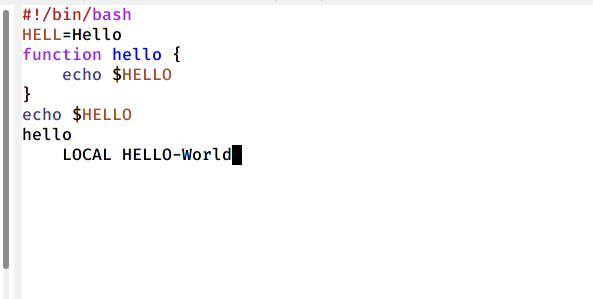 #!/bin/bash
HELL=Hello
function hello {
    echo $HELLO
}
echo $HELLO
hello
    LOCAL HELLO-World